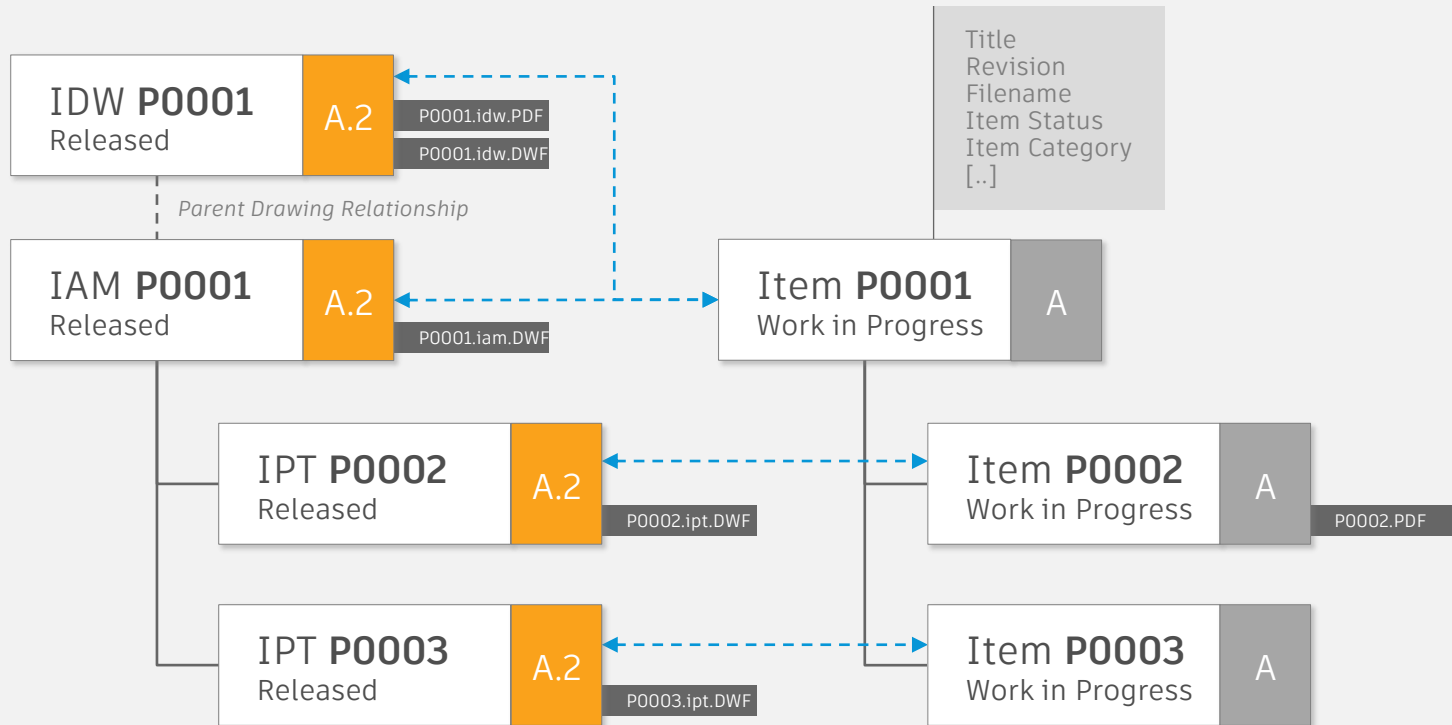 Title
Revision
Filename
Item Status
Item Category
[..]
IDW P0001
Released
A.2
P0001.idw.PDF
P0001.idw.DWF
Parent Drawing Relationship
IAM P0001
Released
A.2
P0001.iam.DWF
Item P0001
Work in Progress
A
IPT P0002
Released
A.2
P0002.ipt.DWF
Item P0002
Work in Progress
A
P0002.PDF
IPT P0003
Released
A.2
P0003.ipt.DWF
Item P0003
Work in Progress
A